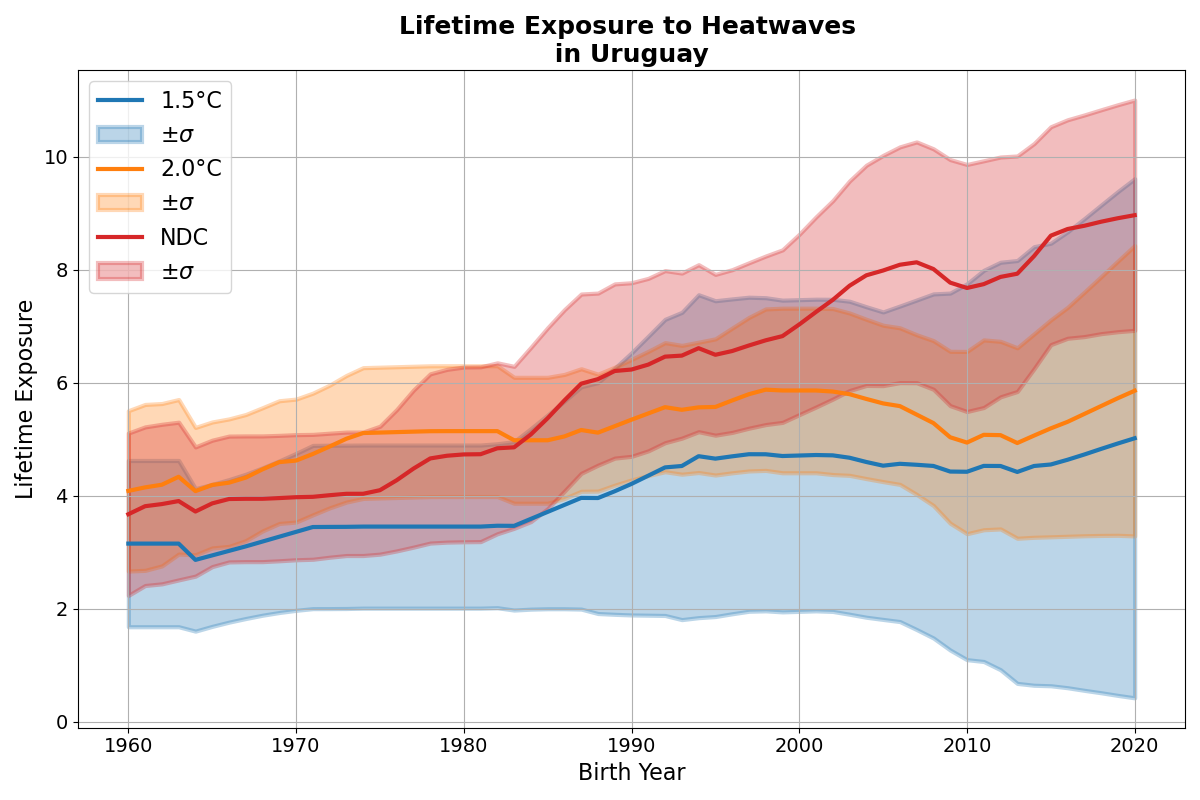 Lifetime Exposure to Heatwaves
in Uruguay
1.5°C
±σ
2.0°C
±σ
NDC
±σ
Lifetime Exposure
10
8
6
4
2
0
1960 1970 1980 1990 2000 2010 2020
Birth Year